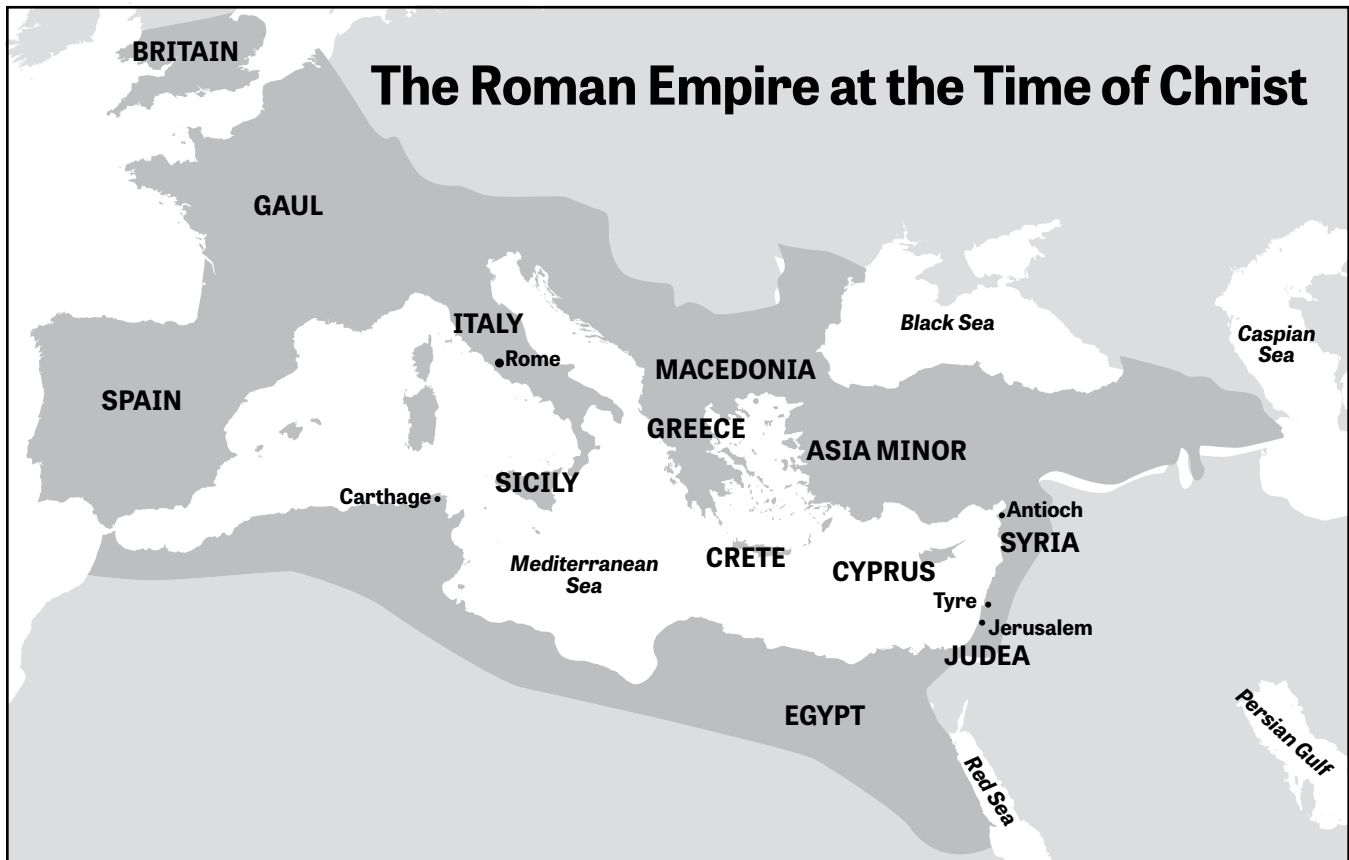 BRITAIN
The Roman Empire at the Time of Christ
GAUL
ITALY
Black Sea
Caspian
Sea
Rome
MACEDONIA
SPAIN
GREECE
ASIA MINOR
SICILY
Carthage
Antioch
SYRIA
Mediterranean
Sea
CRETE
CYPRUS
Tyre
Jerusalem
JUDEA
EGYPT
Persian Gulf
Red Sea